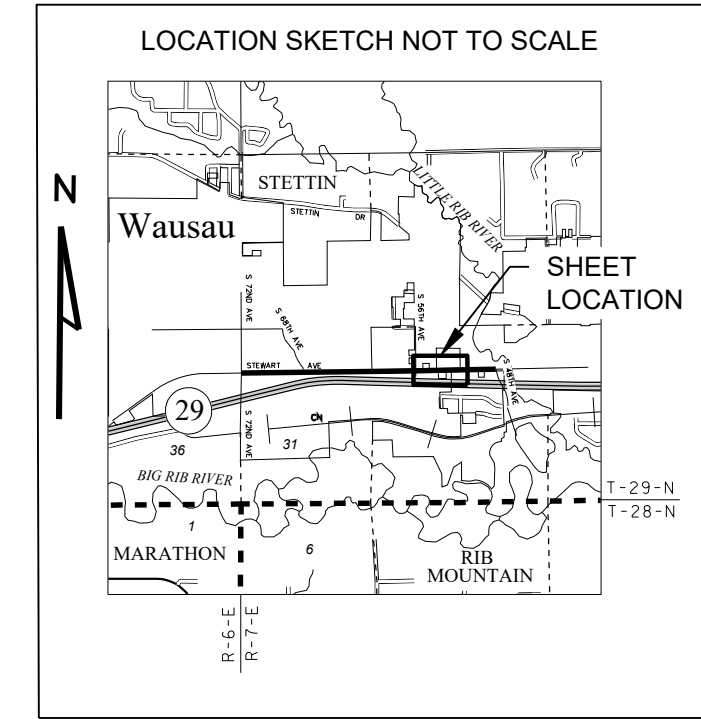 LOCATION SKETCH NOT TO SCALE
N
STETTIN
STETTIN DR
LITTLE RIB RIVER
Wausau
SHEET
LOCATION
S 72ND AVE
S 68TH AVE
S 56TH AVE
STEWART AVE
S 48TH AVE
29
S 72ND AVE
CN
36
31
BIG RIB RIVER
T-29-N
T-28-N
1
6
MARATHON
RIB
MOUNTAIN
R-6-E
R-7-E